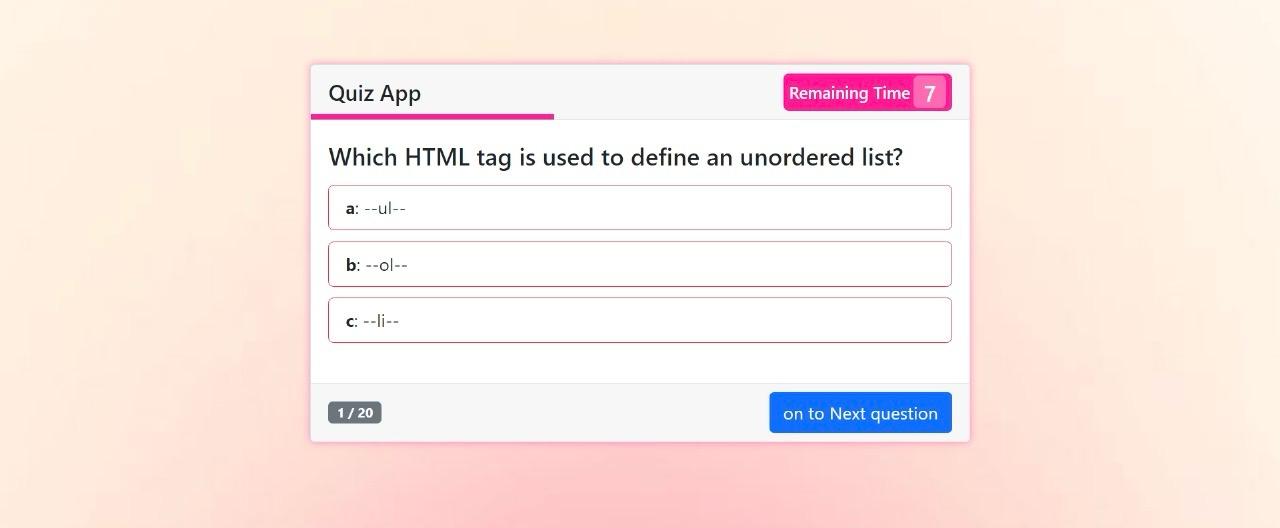 Quiz App
Remaining Time 7
Which HTML tag is used to define an unordered list?
a: --ul--
b: --ol--
c: --li--
1 / 20
on to Next question